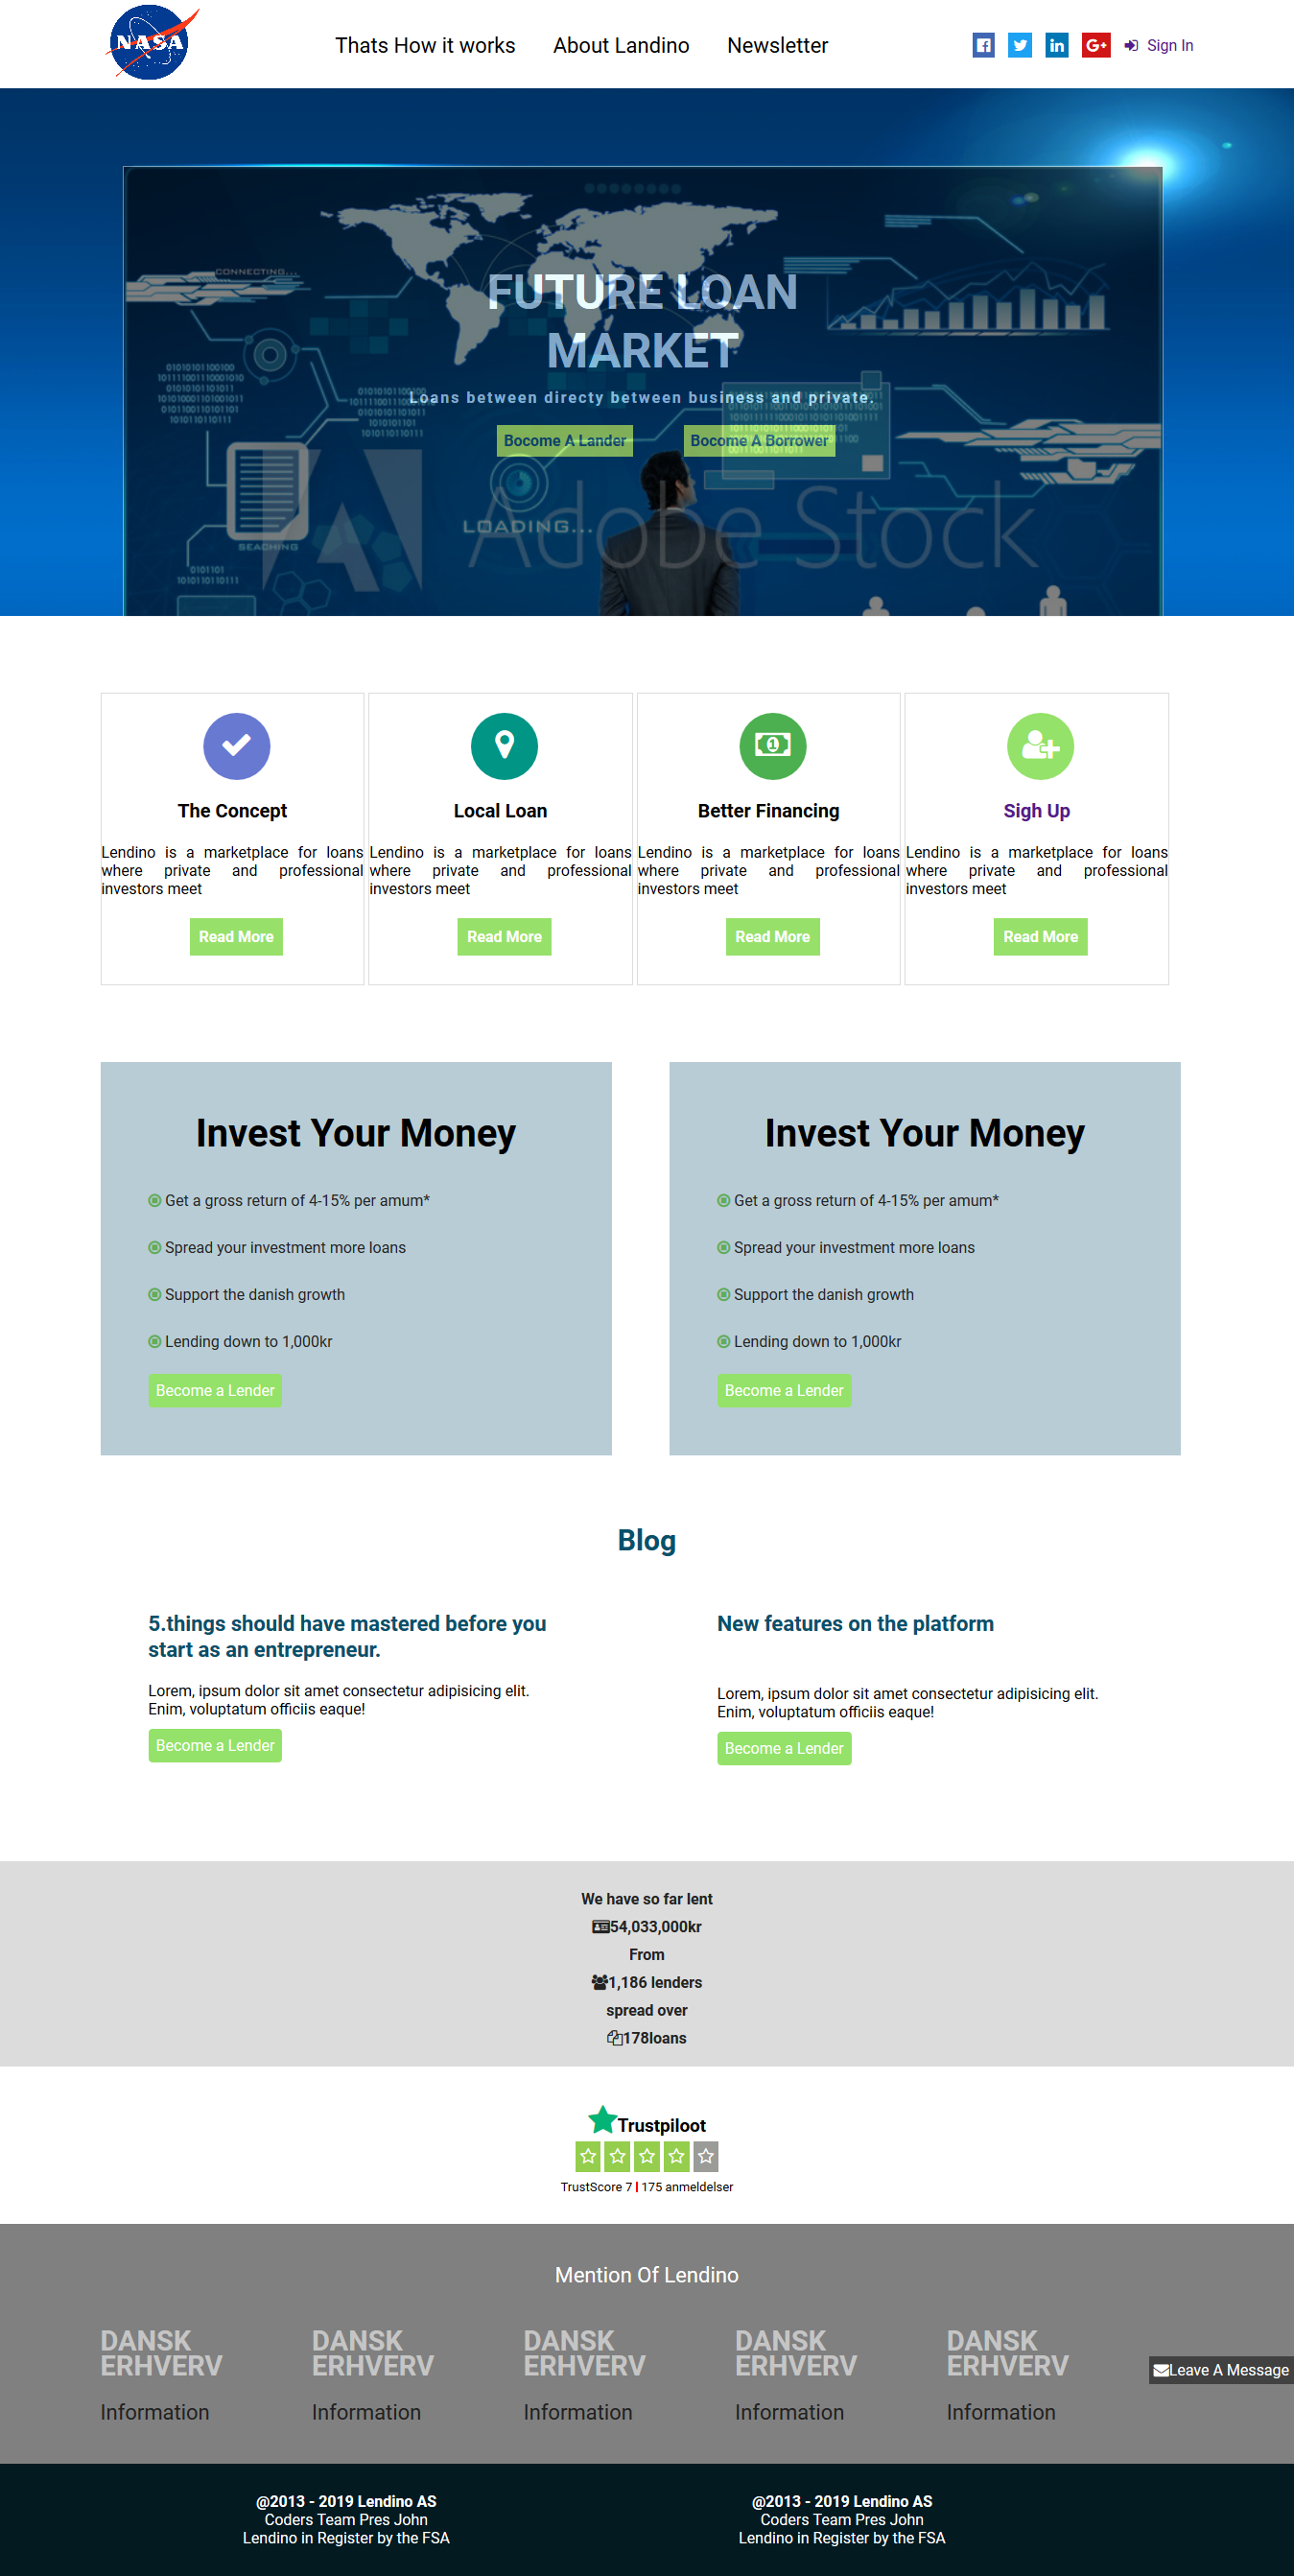 NASA
Thats How it works
About Landino
Newsletter
Sign In
CONNECTING...
FUTURE LOAN
MARKET
Loans between directy between business and private.
Bocome A Lander
Bocome A Borrower
LOADING...
SEACHING
Adobe Stock
The Concept
Lendino is a marketplace for loans
where private and professional
investors meet
Read More
Local Loan
Lendino is a marketplace for loans
where private and professional
investors meet
Read More
Better Financing
Lendino is a marketplace for loans
where private and professional
investors meet
Read More
Sigh Up
Lendino is a marketplace for loans
where private and professional
investors meet
Read More
Invest Your Money
Get a gross return of 4-15% per amum*
Spread your investment more loans
Support the danish growth
Lending down to 1,000kr
Become a Lender
Invest Your Money
Get a gross return of 4-15% per amum*
Spread your investment more loans
Support the danish growth
Lending down to 1,000kr
Become a Lender
Blog
5.things should have mastered before you
start as an entrepreneur.
Lorem, ipsum dolor sit amet consectetur adipisicing elit.
Enim, voluptatum officiis eaque!
Become a Lender
New features on the platform
Lorem, ipsum dolor sit amet consectetur adipisicing elit.
Enim, voluptatum officiis eaque!
Become a Lender
We have so far lent
54,033,000kr
From
1,186 lenders
spread over
178loans
Trustpiloot
TrustScore 7 | 175 anmeldelser
Mention Of Lendino
DANSK
ERHVERV
Information
DANSK
ERHVERV
Information
DANSK
ERHVERV
Information
DANSK
ERHVERV
Information
DANSK
ERHVERV
Information
Leave A Message
@2013 - 2019 Lendino AS
Coders Team Pres John
Lendino in Register by the FSA
@2013 - 2019 Lendino AS
Coders Team Pres John
Lendino in Register by the FSA